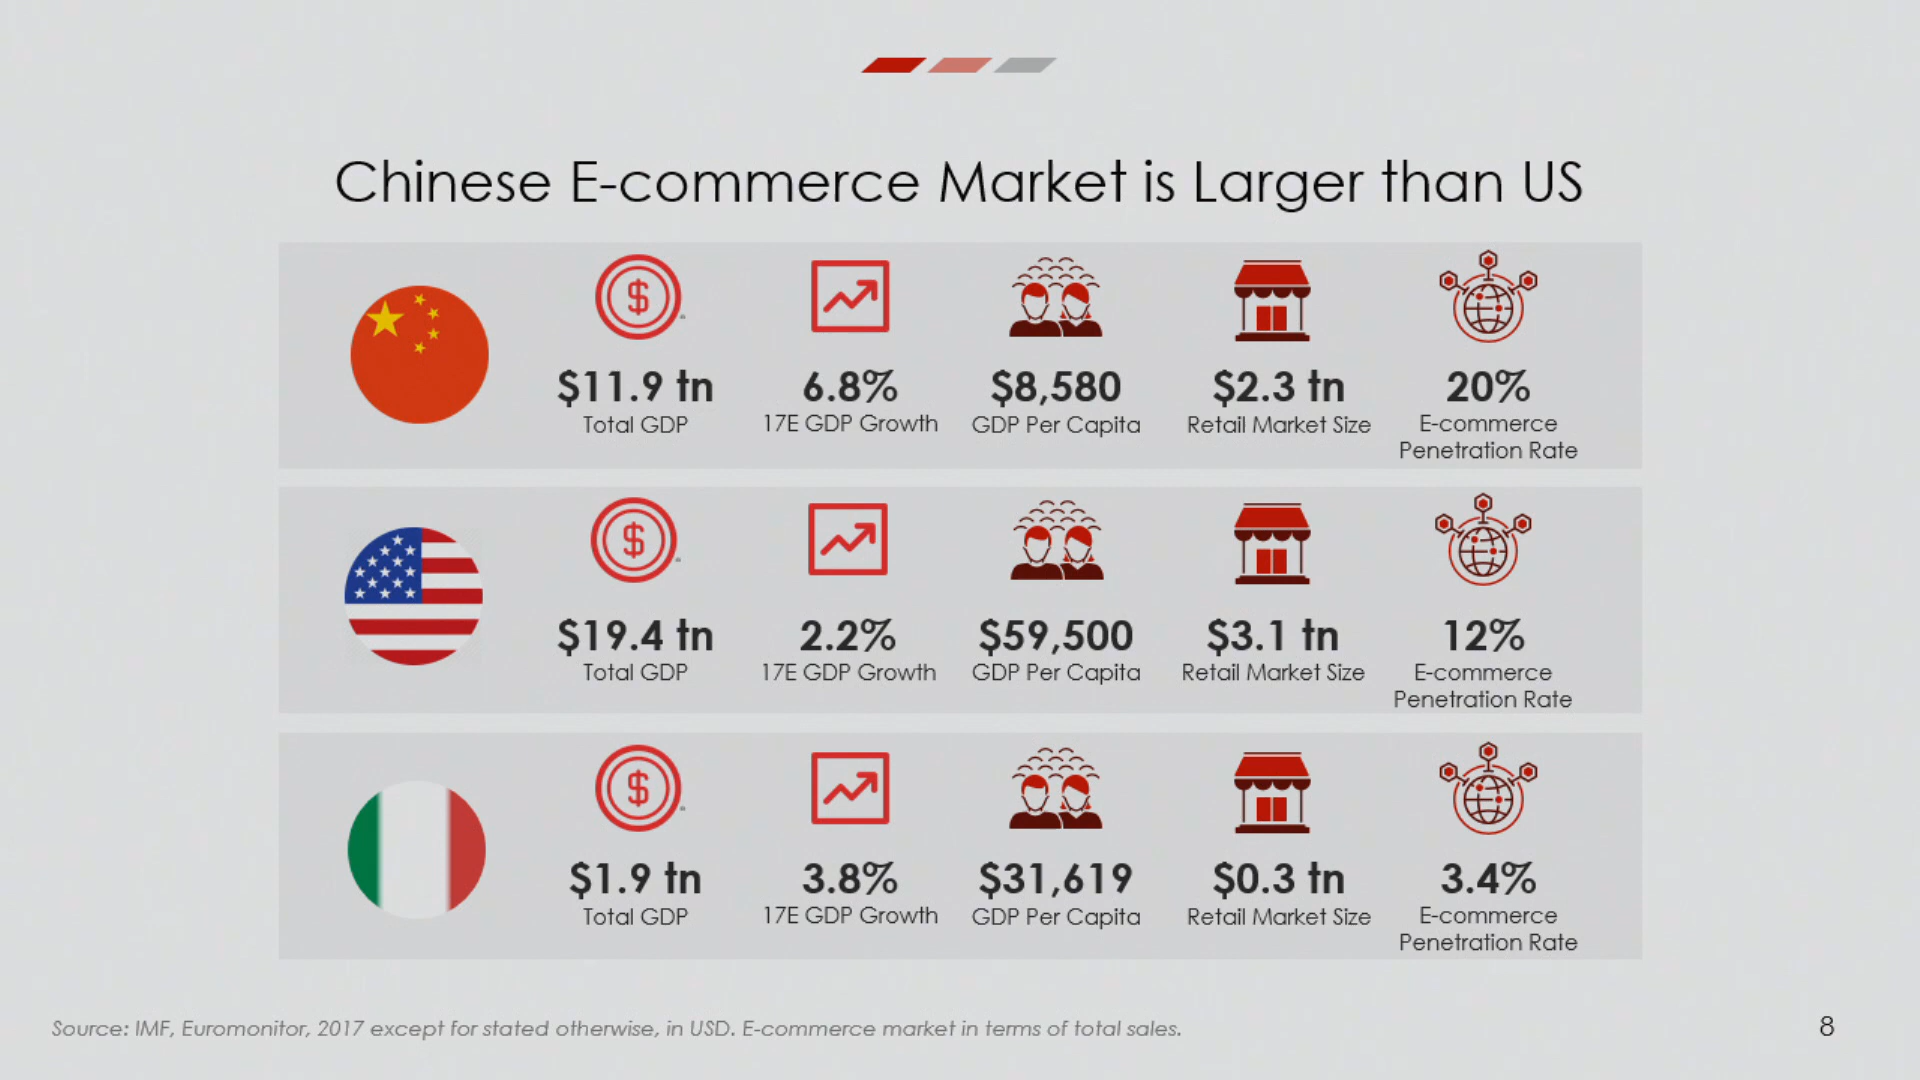 Chinese E-commerce Market is Larger than US
$11.9 tn
Total GDP
6.8%
17E GDP Growth
$8,580
GDP Per Capita
$2.3 tn
Retail Market Size
20%
E-commerce
Penetration Rate
$19.4 tn
Total GDP
2.2%
17E GDP Growth
$59,500
GDP Per Capita
$3.1 tn
Retail Market Size
12%
E-commerce
Penetration Rate
$1.9 tn
Total GDP
3.8%
17E GDP Growth
$31,619
GDP Per Capita
$0.3 tn
Retail Market Size
3.4%
E-commerce
Penetration Rate
Source: IMF, Euromonitor, 2017 except for stated otherwise, in USD. E-commerce market in terms of total sales.
8